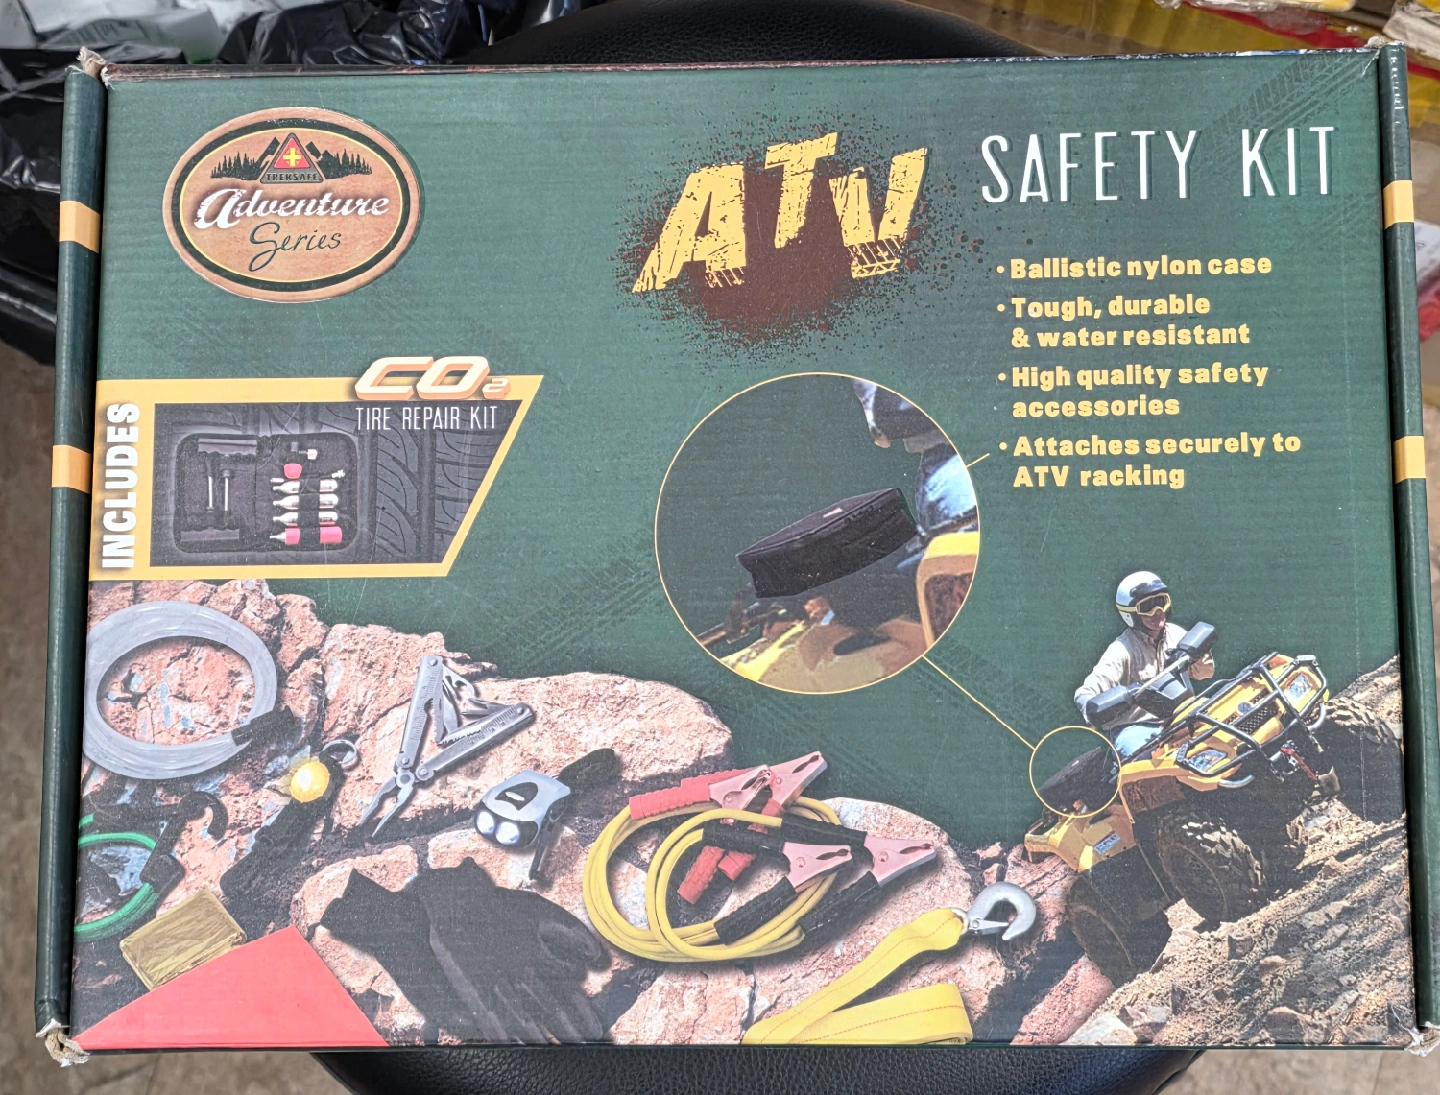 TREKSAFE
Adventure
Series
ATV
SAFETY KIT
• Ballistic nylon case
• Tough, durable
& water resistant
• High quality safety
accessories
• Attaches securely to
ATV racking
INCLUDES
CO2
TIRE REPAIR KIT